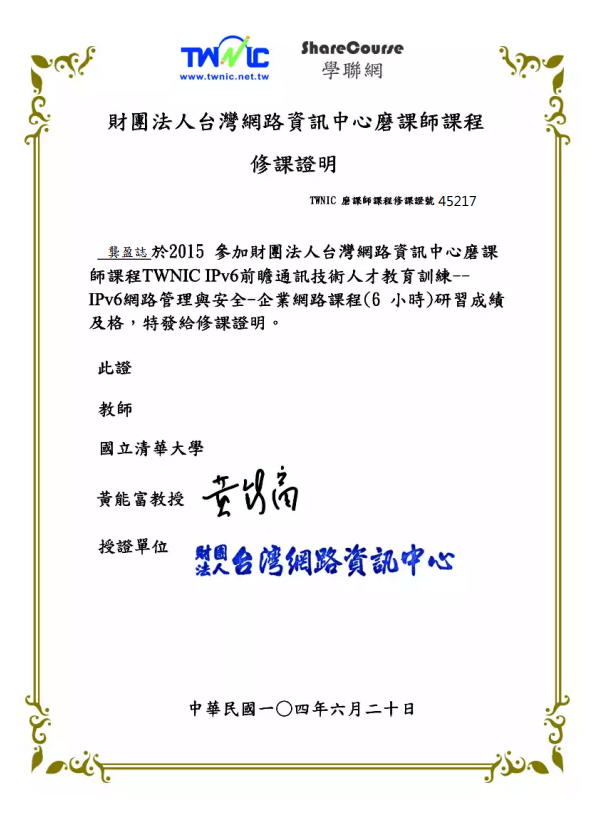 TWNIC
www.twnic.net.tw
ShareCourse
學聯網
財團法人台灣網路資訊中心磨課師課程
修課證明
TWNIC 磨課師課程修課證號 45217
龔盈誌於2015 參加財團法人台灣網路資訊中心磨課
師課程TWNIC IPv6前瞻通訊技術人才教育訓練--
IPv6網路管理與安全-企業網路課程(6 小時)研習成績
及格，特發給修課證明。
此證
教師
國立清華大學
黃能富教授 黃能富
授證單位
財團法人台灣網路資訊中心
中華民國一〇四年六月二十日